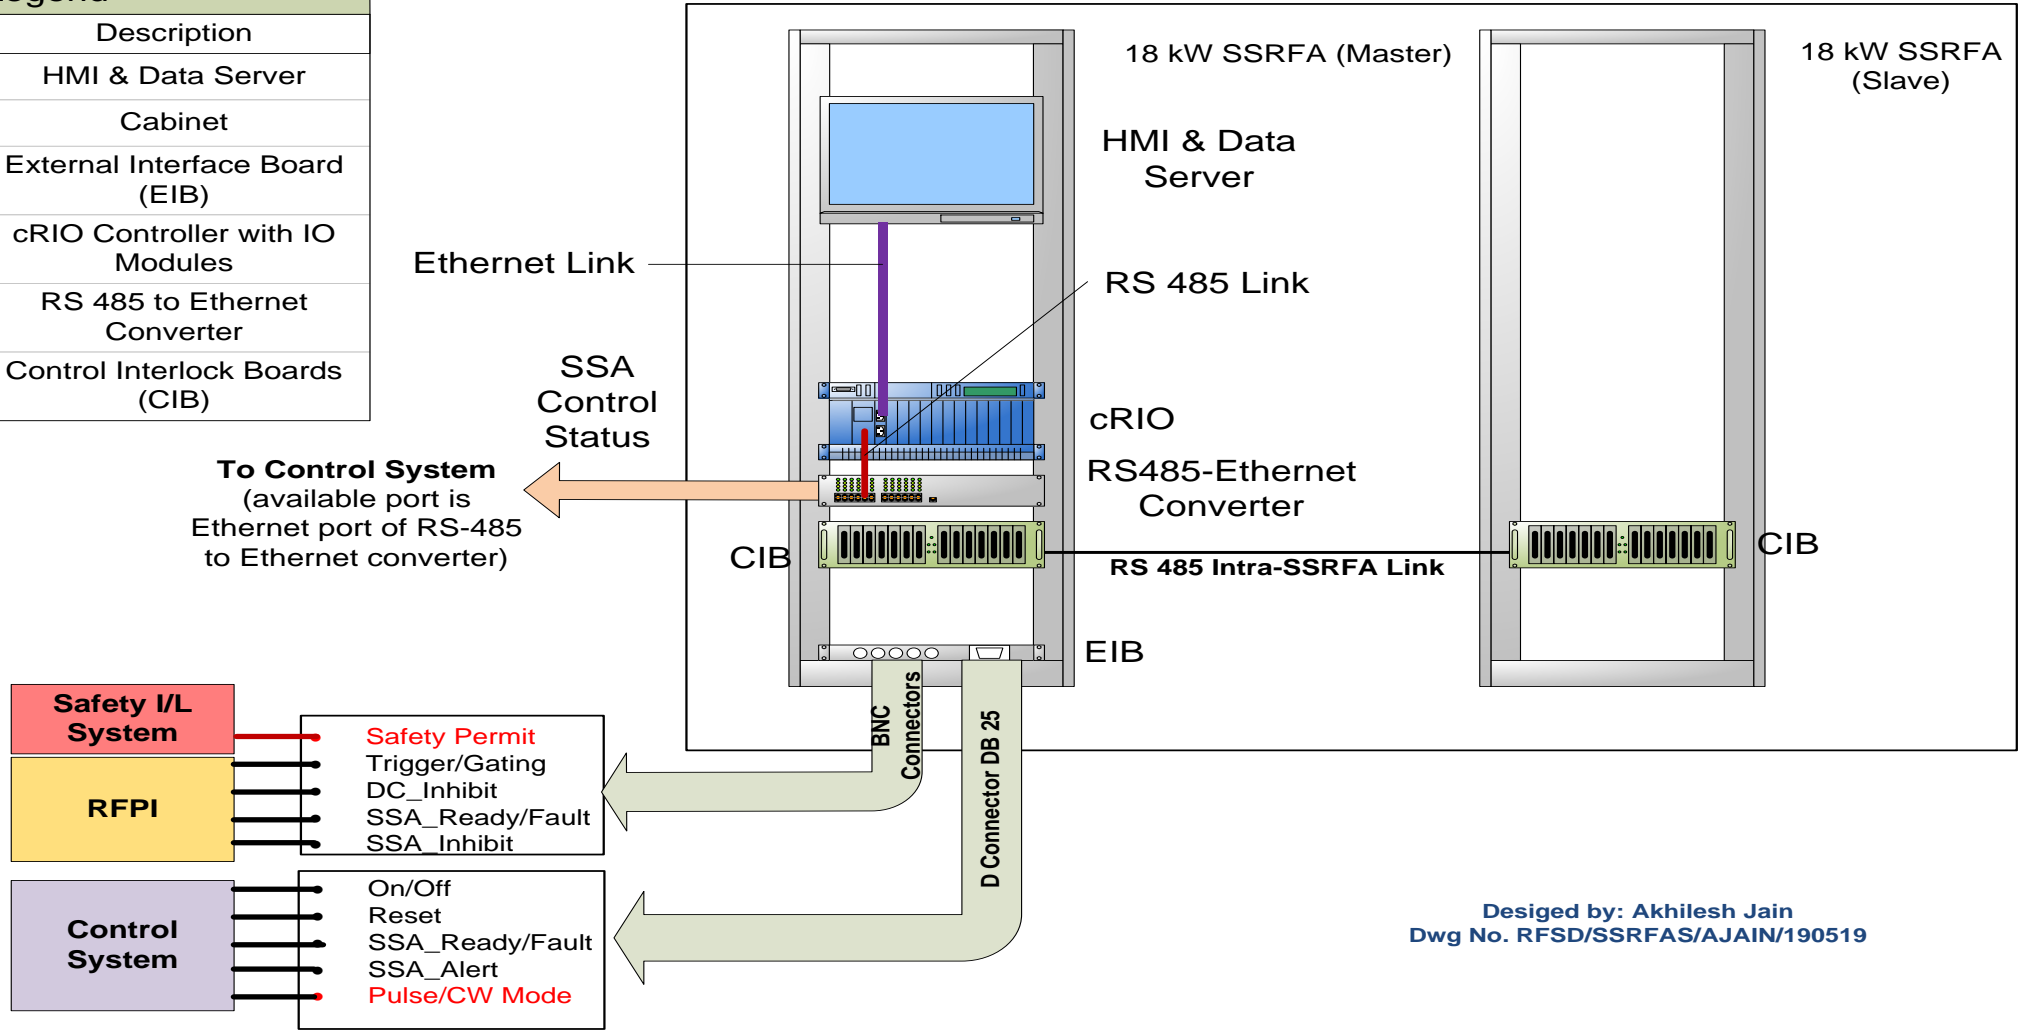 Description
HMI & Data Server
Cabinet
External Interface Board
(EIB)
cRIO Controller with IO
Modules
RS 485 to Ethernet
Converter
Control Interlock Boards
(CIB)
18 kW SSRFA (Master)
18 kW SSRFA
(Slave)
HMI & Data
Server
Ethernet Link
RS 485 Link
SSA
Control
Status
cRIO
To Control System
(available port is
Ethernet port of RS-485
to Ethernet converter)
RS485-Ethernet
Converter
CIB
RS 485 Intra-SSRFA Link
CIB
EIB
BNC
Connectors
D Connector DB 25
Safety I/L
System
RFPI
Safety Permit
Trigger/Gating
DC_Inhibit
SSA_Ready/Fault
SSA_Inhibit
Control
System
On/Off
Reset
SSA_Ready/Fault
SSA_Alert
Pulse/CW Mode
Desiged by: Akhilesh Jain
Dwg No. RFSD/SSRFAS/AJAIN/190519